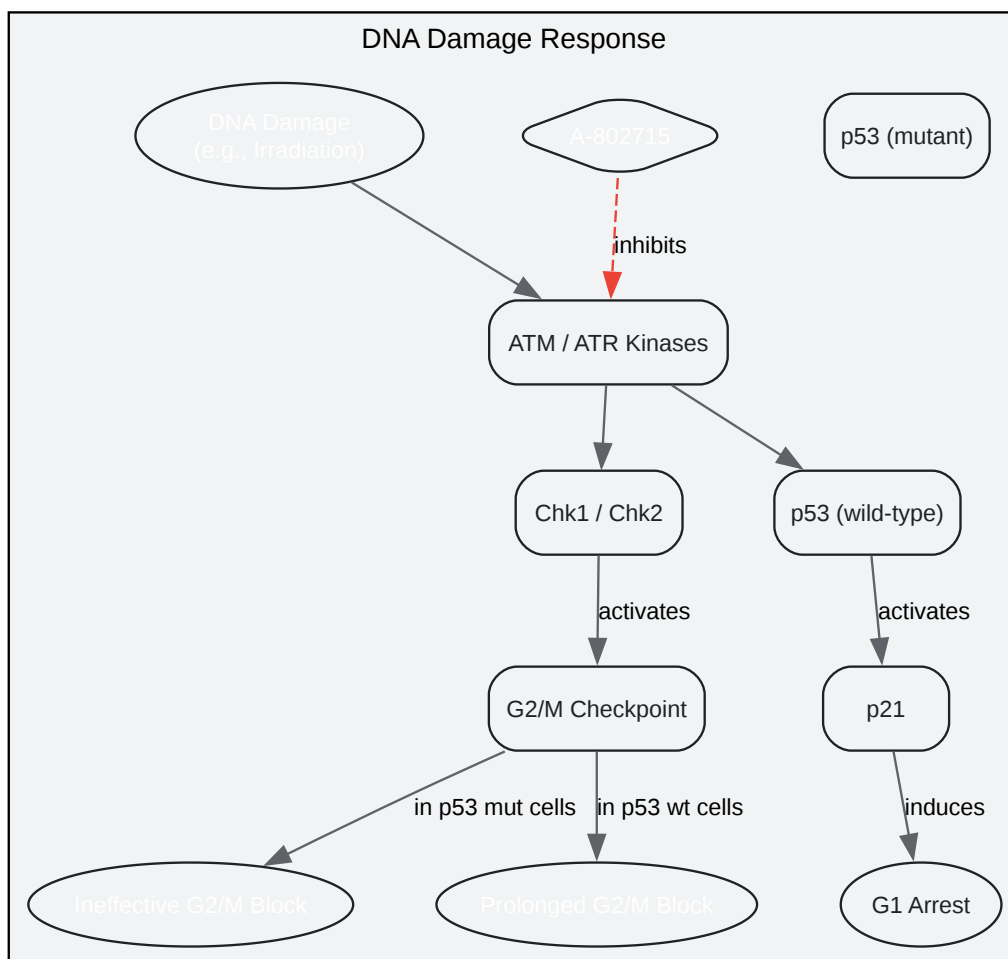 DNA Damage Response
DNA Damage
(e.g., Irradiation)
A-802715
p53 (mutant)
inhibits
ATM / ATR Kinases
Chk1 / Chk2
p53 (wild-type)
activates
activates
G2/M Checkpoint
p21
in p53 mut cells
in p53 wt cells
induces
Ineffective G2/M Block
Prolonged G2/M Block
G1 Arrest